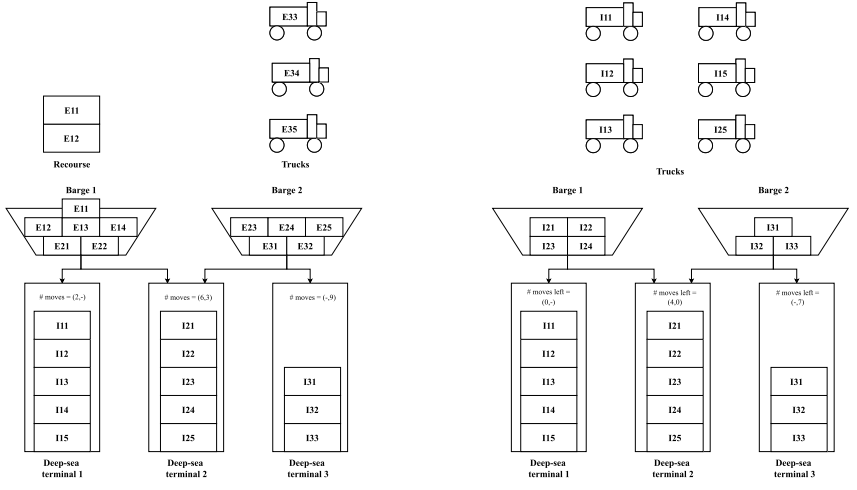 E33
E34
E35
Trucks
E11
E12
Recourse
Barge 1
E11
E12 E13 E14
E21 E22
Barge 2
E23 E24 E25
E31 E32
# moves = (2,-)
I11
I12
I13
I14
I15
Deep-sea
terminal 1
# moves = (6,3)
I21
I22
I23
I24
I25
Deep-sea
terminal 2
# moves = (-,9)
I31
I32
I33
Deep-sea
terminal 3
I11 I14
I12 I15
I13 I25
Trucks
Barge 1
I21 I22
I23 I24
Barge 2
I31
I32 I33
# moves left =
(0,-)
I11
I12
I13
I14
I15
Deep-sea
terminal 1
# moves left =
(4,0)
I21
I22
I23
I24
I25
Deep-sea
terminal 2
# moves left =
(-,7)
I31
I32
I33
Deep-sea
terminal 3